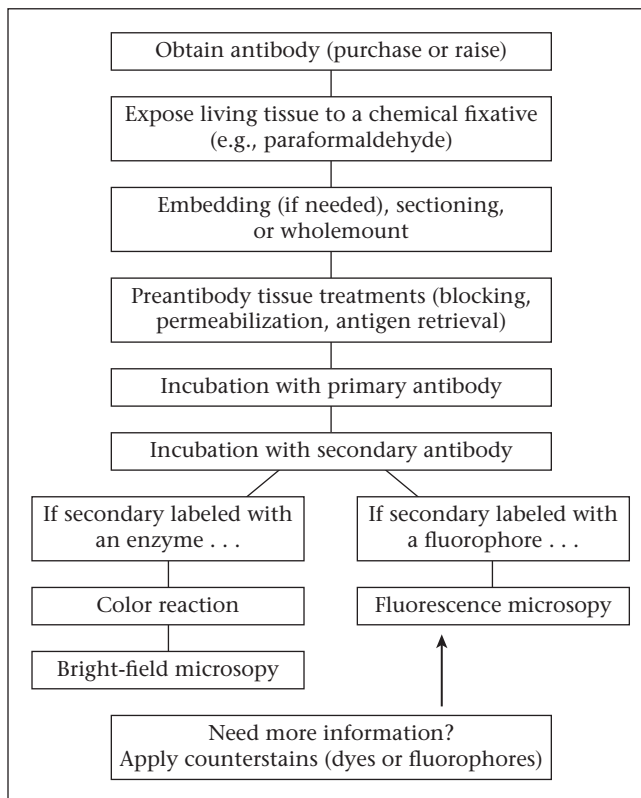 Obtain antibody (purchase or raise)
Expose living tissue to a chemical fixative
(e.g., paraformaldehyde)
Embedding (if needed), sectioning,
or wholemount
Preantibody tissue treatments (blocking,
permeabilization, antigen retrieval)
Incubation with primary antibody
Incubation with secondary antibody
If secondary labeled with
an enzyme . . .
If secondary labeled with
a fluorophore . . .
Color reaction
Fluorescence microsopy
Bright-field microsopy
Need more information?
Apply counterstains (dyes or fluorophores)